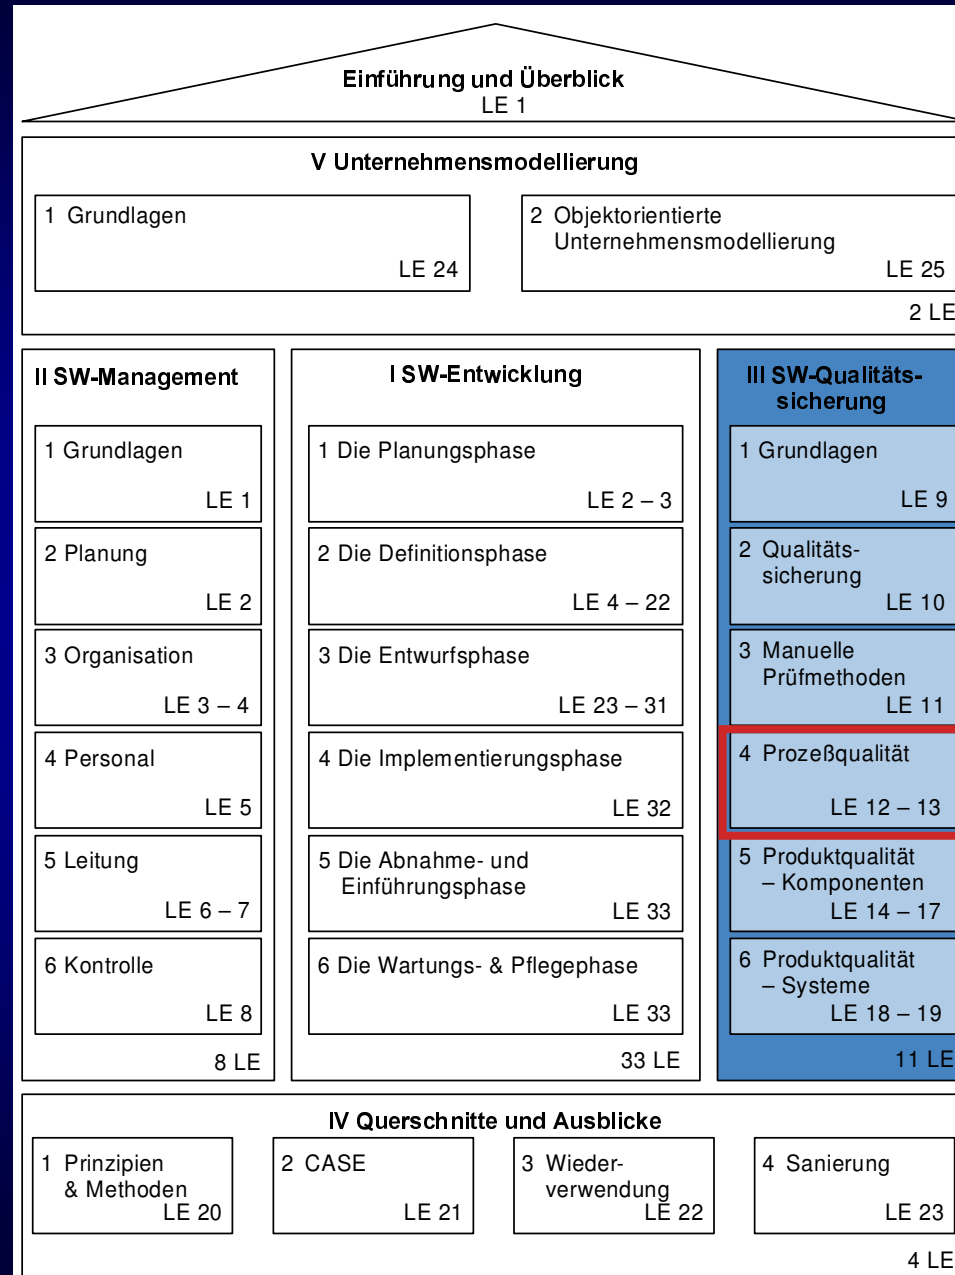 Einführung und Überblick
LE 1
V Unternehmensmodellierung
1 Grundlagen
LE 24
2 Objektorientierte
Unternehmensmodellierung
LE 25
2 LE
II SW-Management
1 Grundlagen
LE 1
2 Planung
LE 2
3 Organisation
LE 3 – 4
4 Personal
LE 5
5 Leitung
LE 6 – 7
6 Kontrolle
LE 8
8 LE
I SW-Entwicklung
1 Die Planungsphase
LE 2 – 3
2 Die Definitionsphase
LE 4 – 22
3 Die Entwurfsphase
LE 23 – 31
4 Die Implementierungsphase
LE 32
5 Die Abnahme- und
Einführungsphase
LE 33
6 Die Wartungs- & Pflegephase
LE 33
33 LE
III SW-Qualitäts-
sicherung
1 Grundlagen
LE 9
2 Qualitäts-
sicherung
LE 10
3 Manuelle
Prüfmethoden
LE 11
4 Prozeßqualität
LE 12 – 13
5 Produktqualität
– Komponenten
LE 14 – 17
6 Produktqualität
– Systeme
LE 18 – 19
11 LE
IV Querschnitte und Ausblicke
1 Prinzipien
& Methoden
LE 20
2 CASE
LE 21
3 Wieder-
verwendung
LE 22
4 Sanierung
LE 23
4 LE